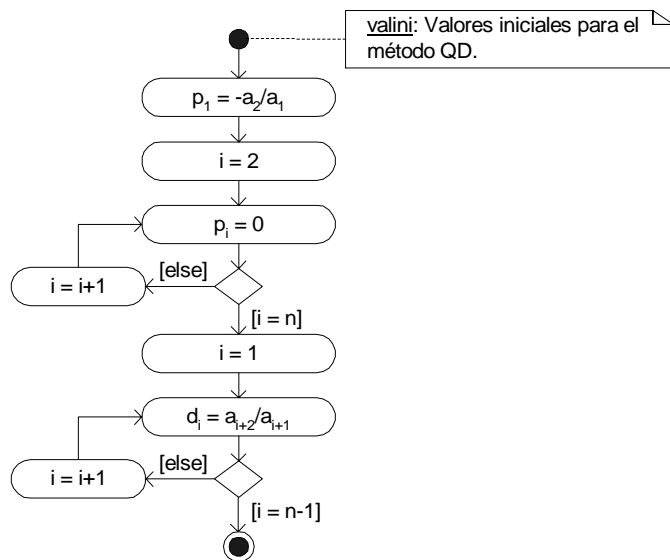 valini: Valores iniciales para el
método QD.
p₁ = -a₂/a₁
i = 2
pᵢ = 0
[else]
i = i+1
[i = n]
i = 1
dᵢ = aᵢ₊₂/aᵢ₊₁
[else]
i = i+1
[i = n-1]